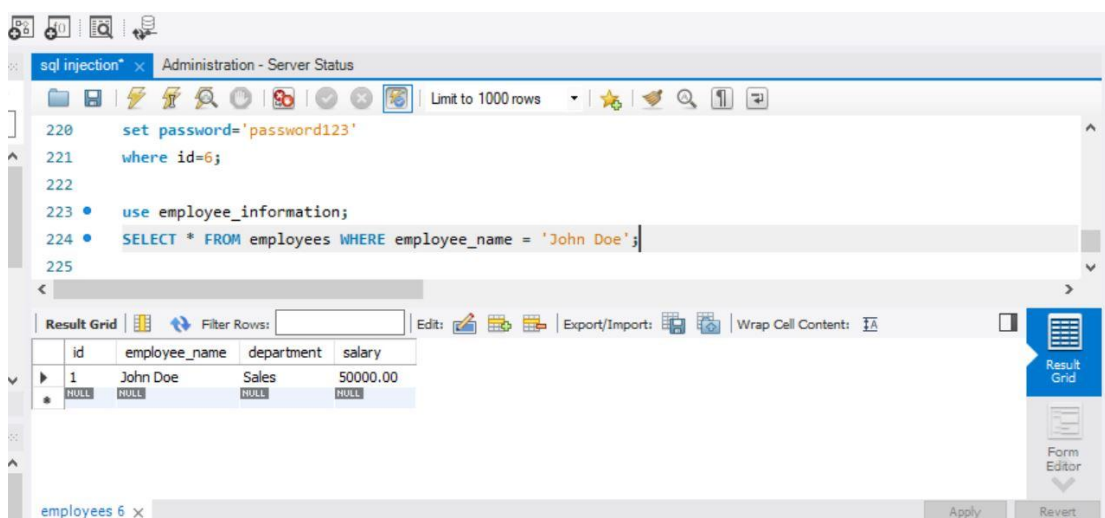 sql injection* × Administration - Server Status
Limit to 1000 rows
220 set password='password123'
221 where id=6;
222
223 use employee_information;
224 SELECT * FROM employees WHERE employee_name = 'John Doe';
225
Result Grid Filter Rows: Edit: Export/Import: Wrap Cell Content:
id employee_name department salary
1 John Doe Sales 50000.00
NULL NULL NULL NULL
Result
Grid
Form
Editor
employees 6 × Apply Revert